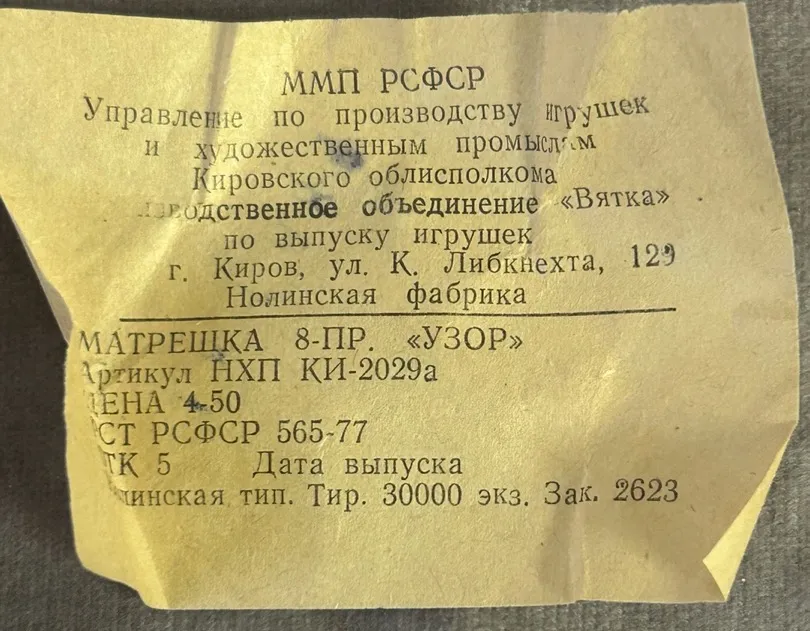 ММП РСФСР
Управление по производству игрушек
и художественным промыслам
Кировского облисполкома
объединение «Вятка»
по выпуску игрушек
г. Киров, ул. К. Либкнехта, 129
Нолинская фабрика
МАТРЕШКА 8-ПР. «УЗОР»
Артикул НХП КИ-2029а
ЦЕНА 4-50
РСФСР 565-77
5 Дата выпуска
тип. Тир. 30000 экз. Зак. 2623